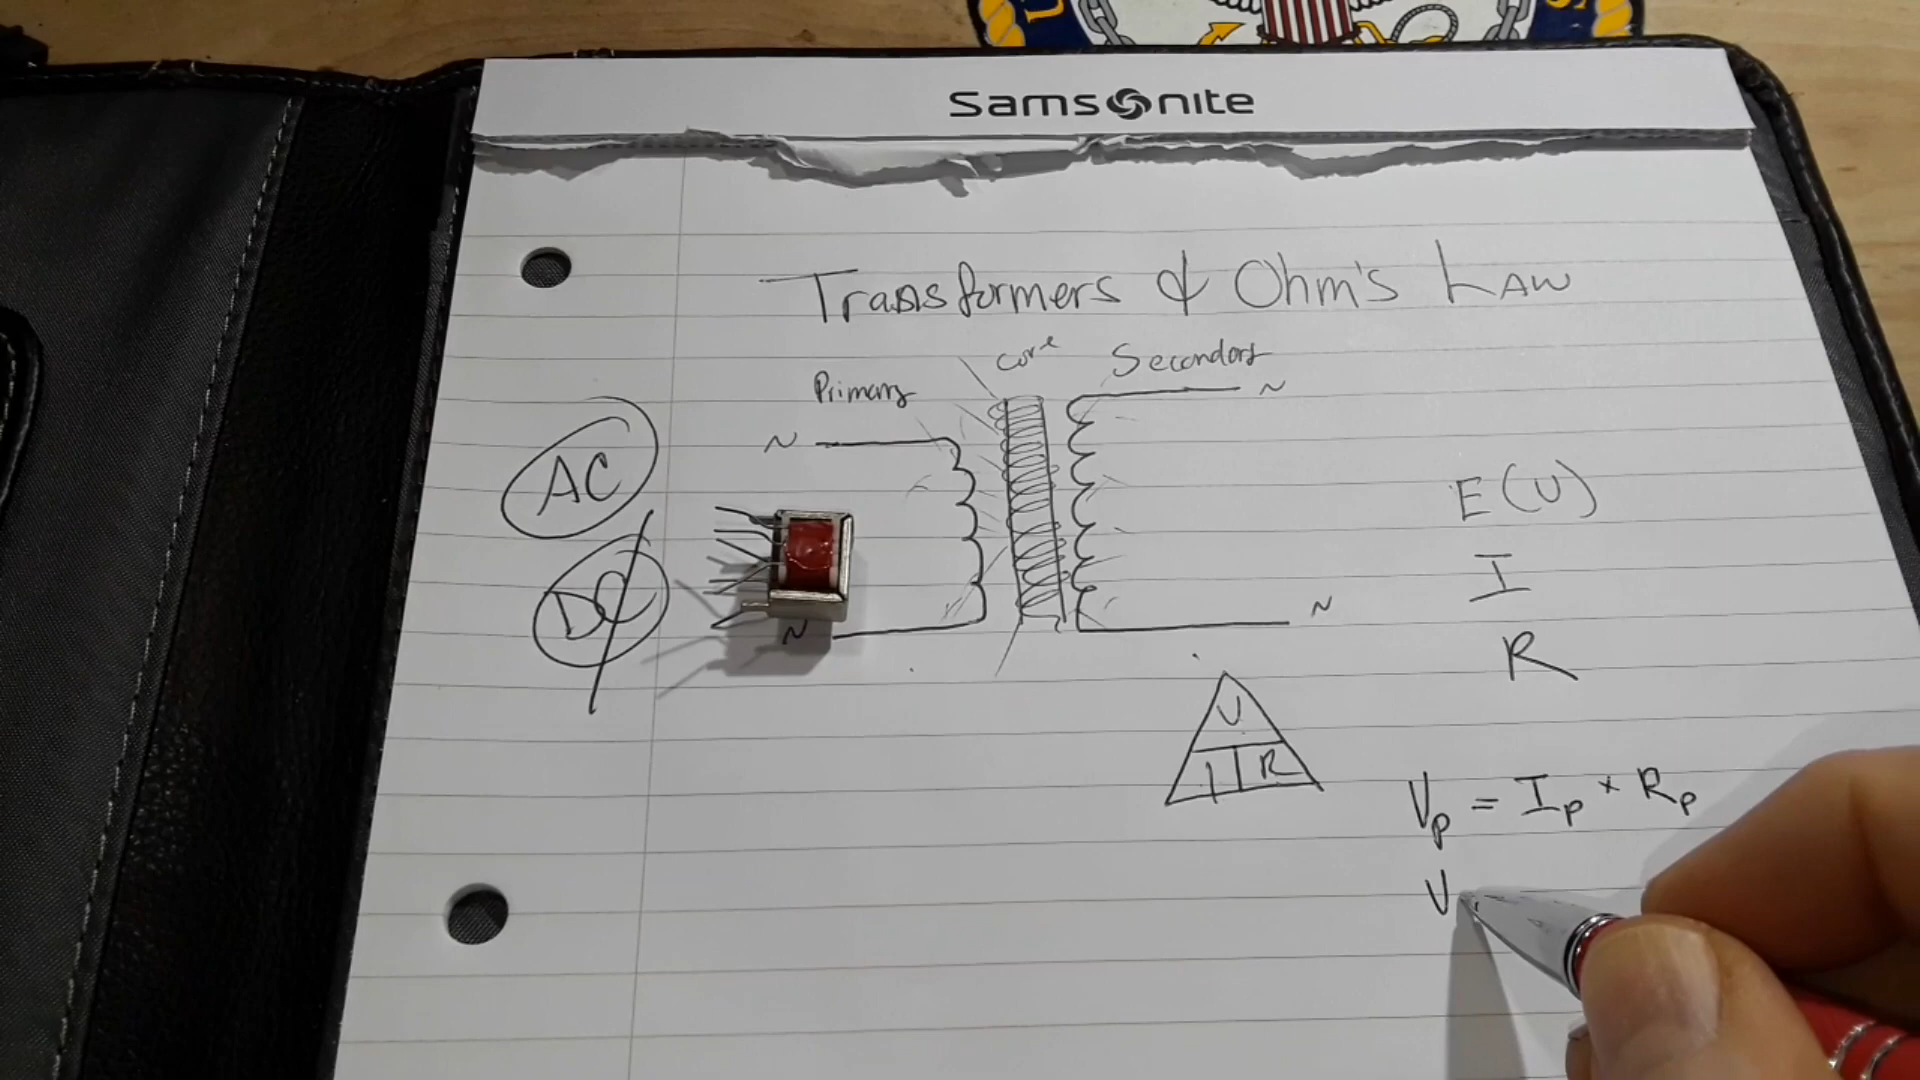 Samsonite
Transformers & Ohm's LAW
Core
Secondary
Primary
~
~
AC
E(U)
I
DC
~
~
R
U
I R
Vp = Ip × Rp
V